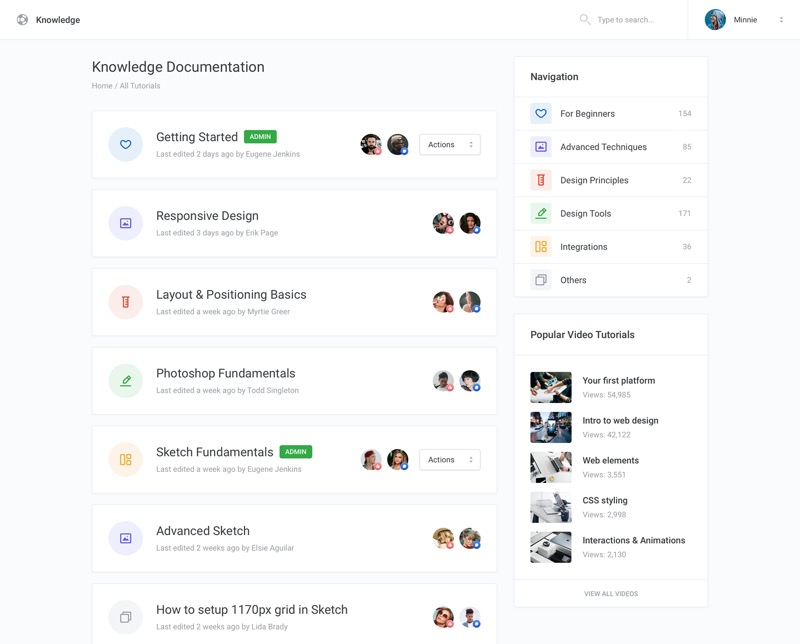 Knowledge
Type to search...
Minnie
Knowledge Documentation
Home / All Tutorials
Getting Started ADMIN
Last edited 2 days ago by Eugene Jenkins
Actions
Responsive Design
Last edited 3 days ago by Erik Page
Layout & Positioning Basics
Last edited a week ago by Myrtie Greer
Photoshop Fundamentals
Last edited a week ago by Todd Singleton
Sketch Fundamentals ADMIN
Last edited a week ago by Eugene Jenkins
Actions
Advanced Sketch
Last edited 2 weeks ago by Elsie Aguilar
How to setup 1170px grid in Sketch
Last edited 2 weeks ago by Lida Brady
Navigation
For Beginners 154
Advanced Techniques 85
Design Principles 22
Design Tools 171
Integrations 36
Others 2
Popular Video Tutorials
Your first platform
Views: 54,985
Intro to web design
Views: 42,122
Web elements
Views: 3,551
CSS styling
Views: 2,998
Interactions & Animations
Views: 2,130
VIEW ALL VIDEOS